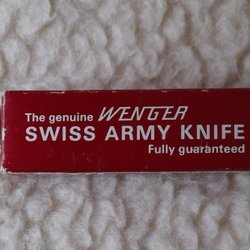 The genuine WENGER
SWISS ARMY KNIFE
Fully guaranteed